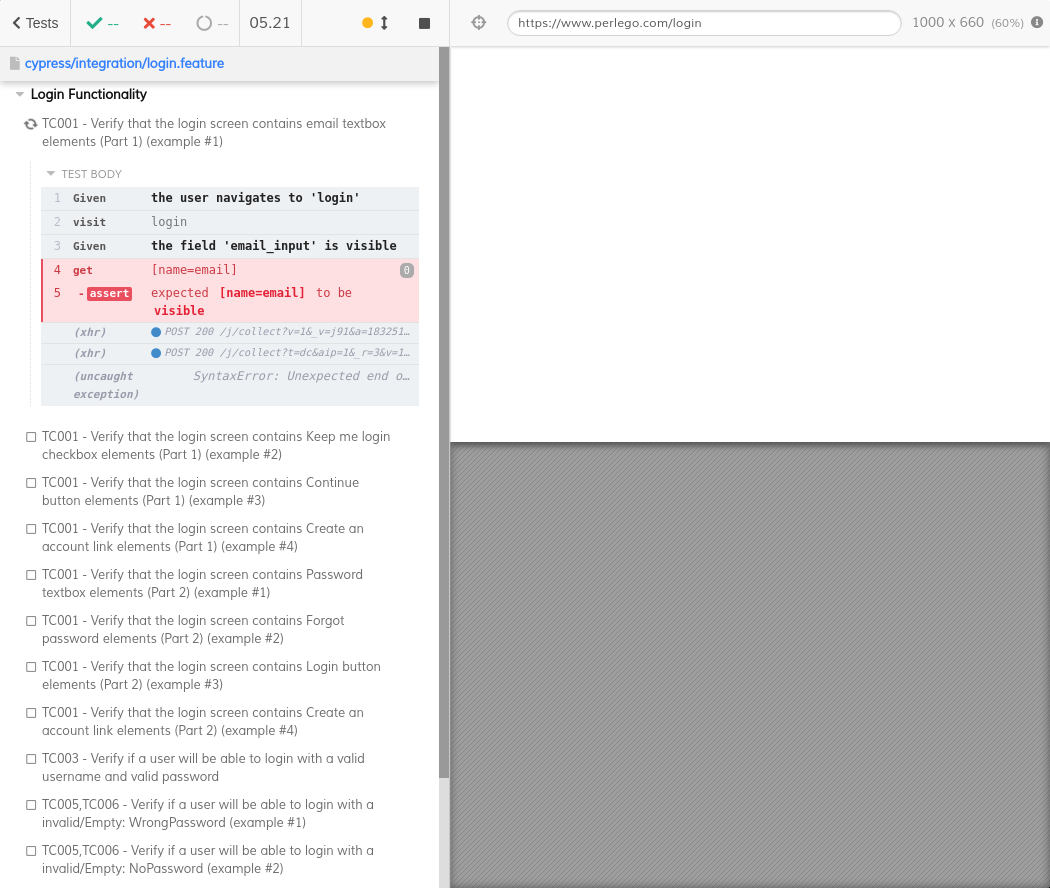 Tests -- -- -- 05.21
https://www.perlego.com/login 1000 x 660 (60%)
cypress/integration/login.feature
Login Functionality
TC001 - Verify that the login screen contains email textbox
elements (Part 1) (example #1)
TEST BODY
1 Given the user navigates to 'login'
2 visit login
3 Given the field 'email_input' is visible
4 get [name=email] 0
5 -assert expected [name=email] to be
visible
(xhr) POST 200 /j/collect?v=1&_v=j91&a=183251…
(xhr) POST 200 /j/collect?t=dc&aip=1&_r=3&v=1…
(uncaught SyntaxError: Unexpected end o…
exception)
TC001 - Verify that the login screen contains Keep me login
checkbox elements (Part 1) (example #2)
TC001 - Verify that the login screen contains Continue
button elements (Part 1) (example #3)
TC001 - Verify that the login screen contains Create an
account link elements (Part 1) (example #4)
TC001 - Verify that the login screen contains Password
textbox elements (Part 2) (example #1)
TC001 - Verify that the login screen contains Forgot
password elements (Part 2) (example #2)
TC001 - Verify that the login screen contains Login button
elements (Part 2) (example #3)
TC001 - Verify that the login screen contains Create an
account link elements (Part 2) (example #4)
TC003 - Verify if a user will be able to login with a valid
username and valid password
TC005,TC006 - Verify if a user will be able to login with a
invalid/Empty: WrongPassword (example #1)
TC005,TC006 - Verify if a user will be able to login with a
invalid/Empty: NoPassword (example #2)